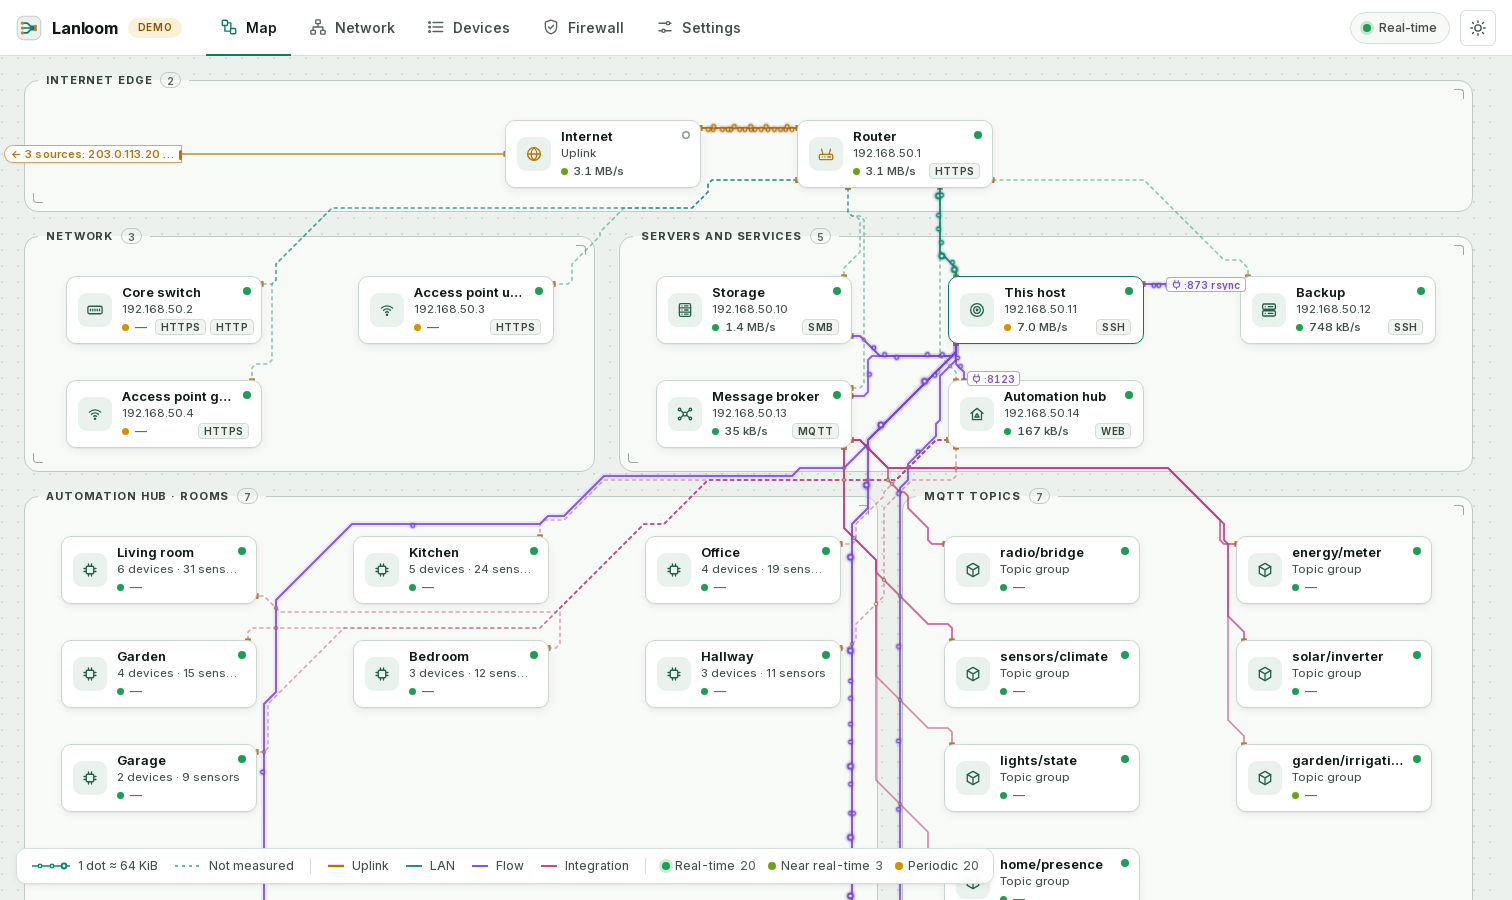 Lanloom DEMO Map Network Devices Firewall Settings Real-time
INTERNET EDGE 2
← 3 sources: 203.0.113.20 …
Internet
Uplink
3.1 MB/s
Router
192.168.50.1
3.1 MB/s HTTPS
NETWORK 3
Core switch
192.168.50.2
— HTTPS HTTP
Access point u…
192.168.50.3
— HTTPS
Access point g…
192.168.50.4
— HTTPS
SERVERS AND SERVICES 5
Storage
192.168.50.10
1.4 MB/s SMB
This host
192.168.50.11
7.0 MB/s SSH
:873 rsync
Backup
192.168.50.12
748 kB/s SSH
Message broker
192.168.50.13
35 kB/s MQTT
:8123
Automation hub
192.168.50.14
167 kB/s WEB
AUTOMATION HUB · ROOMS 7
Living room
6 devices · 31 sens…
—
Kitchen
5 devices · 24 sens…
—
Office
4 devices · 19 sens…
—
Garden
4 devices · 15 sens…
—
Bedroom
3 devices · 12 sens…
—
Hallway
3 devices · 11 sensors
—
Garage
2 devices · 9 sensors
—
MQTT TOPICS 7
radio/bridge
Topic group
—
energy/meter
Topic group
—
sensors/climate
Topic group
—
solar/inverter
Topic group
—
lights/state
Topic group
—
garden/irrigati…
Topic group
—
home/presence
Topic group
—
1 dot ≈ 64 KiB Not measured Uplink LAN Flow Integration Real-time 20 Near real-time 3 Periodic 20